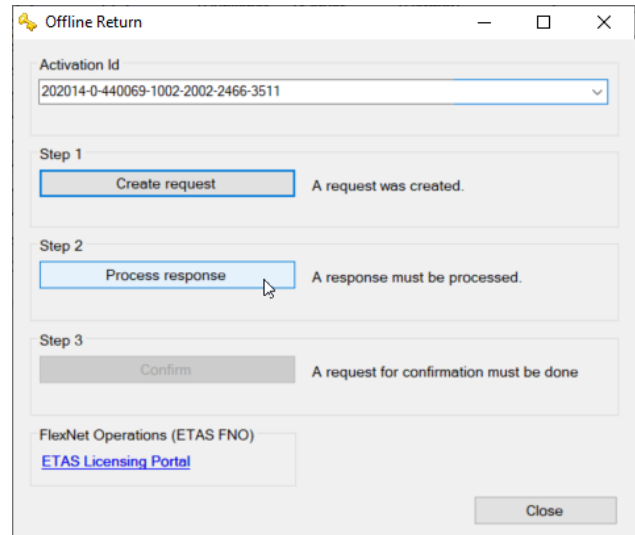 Offline Return
Activation Id
202014-0-440069-1002-2002-2466-3511
Step 1
Create request A request was created.
Step 2
Process response A response must be processed.
Step 3
Confirm A request for confirmation must be done
FlexNet Operations (ETAS FNO)
ETAS Licensing Portal
Close